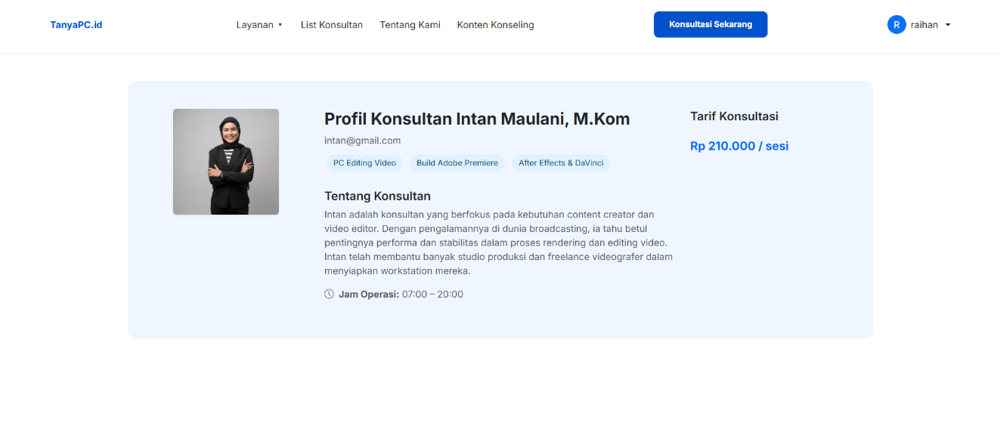 TanyaPC.id
Layanan ▼
List Konsultan
Tentang Kami
Konten Konseling
Konsultasi Sekarang
R
raihan
Profil Konsultan Intan Maulani, M.Kom
intan@gmail.com
PC Editing Video
Build Adobe Premiere
After Effects & DaVinci
Tentang Konsultan
Intan adalah konsultan yang berfokus pada kebutuhan content creator dan
video editor. Dengan pengalamannya di dunia broadcasting, ia tahu betul
pentingnya performa dan stabilitas dalam proses rendering dan editing video.
Intan telah membantu banyak studio produksi dan freelance videografer dalam
menyiapkan workstation mereka.
Jam Operasi: 07:00 – 20:00
Tarif Konsultasi
Rp 210.000 / sesi